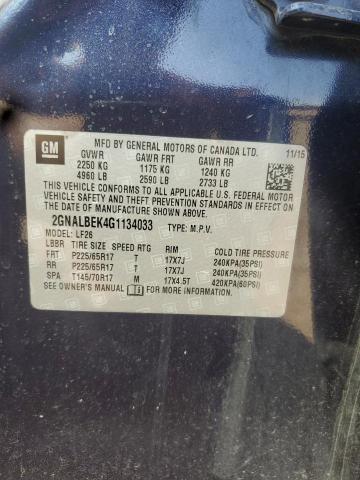 GM
MFD BY GENERAL MOTORS OF CANADA LTD. 11/15
GVWR GAWR FRT GAWR RR
2250 KG 1175 KG 1240 KG
4960 LB 2590 LB 2733 LB
THIS VEHICLE CONFORMS TO ALL APPLICABLE U.S. FEDERAL MOTOR
VEHICLE SAFETY AND THEFT PREVENTION STANDARDS IN EFFECT ON
THE DATE OF MANUFACTURE SHOWN ABOVE.
2GNALBEK4G1134033 TYPE: M.P.V.
MODEL: LF26
LBBR TIRE SIZE SPEED RTG RIM COLD TIRE PRESSURE
FRT P225/65R17 T 17X7J 240KPA(35PSI)
RR P225/65R17 T 17X7J 240KPA(35PSI)
SPA T145/70R17 M 17X4.5T 420KPA(60PSI)
SEE OWNER'S MANUAL FOR MORE INFORMATION.